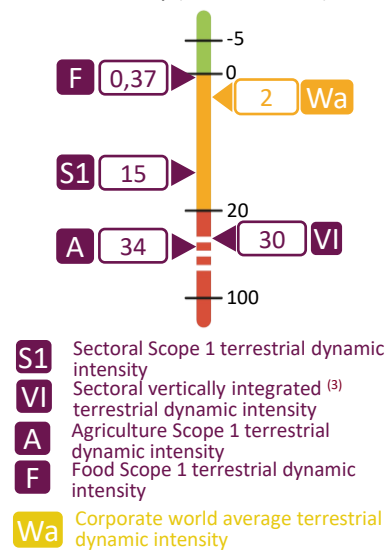 -5
0
F 0,37
2 Wa
S1 15
20
A 34
30 VI
100
S1 Sectoral Scope 1 terrestrial dynamic
intensity
VI Sectoral vertically integrated (3)
terrestrial dynamic intensity
A Agriculture Scope 1 terrestrial
dynamic intensity
F Food Scope 1 terrestrial dynamic
intensity
Wa Corporate world average terrestrial
dynamic intensity